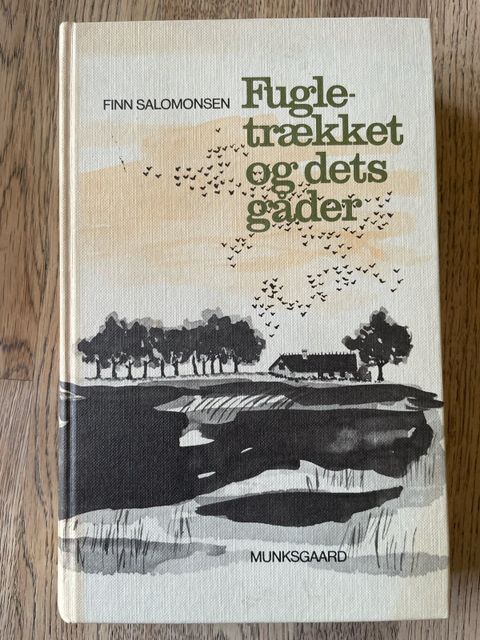 FINN SALOMONSEN
Fugle-
trækket
og dets
gåder
MUNKSGAARD